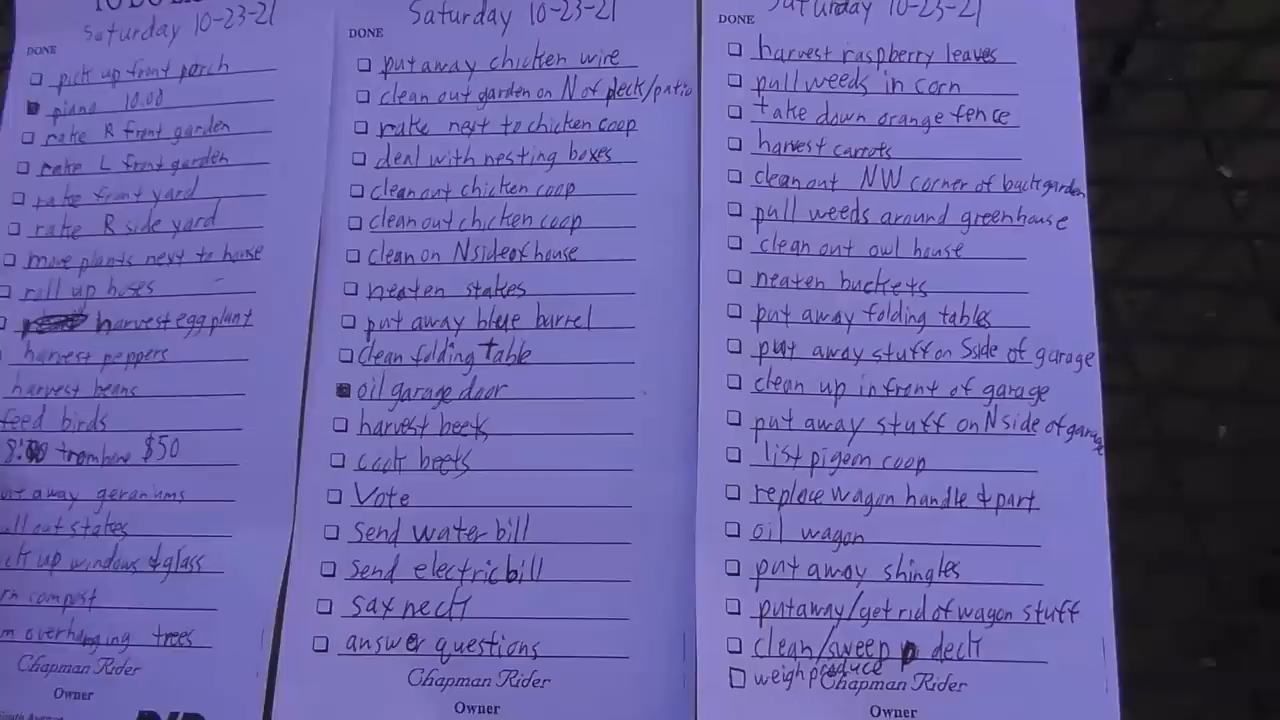 TO DO LIST
Saturday 10-23-21
DONE
pick up front porch
piano 10:00
rake R front garden
rake L front garden
rake front yard
rake R side yard
move plants next to house
roll up hoses
harvest eggplant
harvest peppers
harvest beans
feed birds
trombone $50
away geraniums
out stakes
up windows & glass
compost
overhanging trees
Chapman Rider
Owner
Saturday 10-23-21
DONE
put away chicken wire
clean out garden on N of deck/patio
rake next to chicken coop
deal with nesting boxes
clean out chicken coop
clean out chicken coop
clean on N side of house
neaten stakes
put away blue barrel
clean folding table
oil garage door
harvest beets
cook beets
Vote
send water bill
send electric bill
sax neck
answer questions
Chapman Rider
Owner
Saturday 10-23-21
DONE
harvest raspberry leaves
pull weeds in corn
take down orange fence
harvest carrots
clean out NW corner of back garden
pull weeds around greenhouse
clean out owl house
neaten buckets
put away folding tables
put away stuff on S side of garage
clean up in front of garage
put away stuff on N side of garage
list pigeon coop
replace wagon handle & part
oil wagon
put away shingles
put away/get rid of wagon stuff
clean/sweep deck
weigh produce
Chapman Rider
Owner